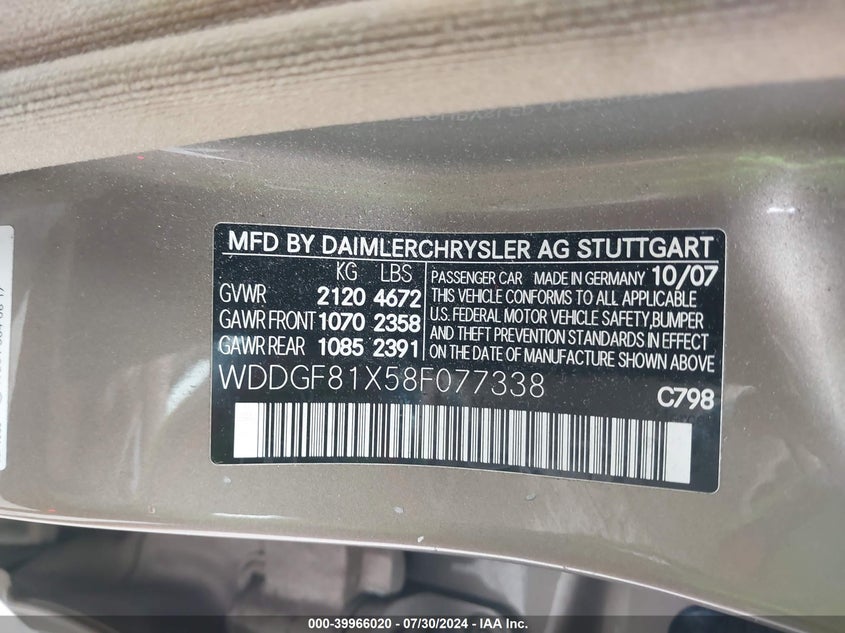 MFD BY DAIMLERCHRYSLER AG STUTTGART
KG LBS
GVWR 2120 4672
GAWR FRONT 1070 2358
GAWR REAR 1085 2391
PASSENGER CAR MADE IN GERMANY 10/07
THIS VEHICLE CONFORMS TO ALL APPLICABLE
U.S. FEDERAL MOTOR VEHICLE SAFETY,BUMPER
AND THEFT PREVENTION STANDARDS IN EFFECT
ON THE DATE OF MANUFACTURE SHOWN ABOVE.
WDDGF81X58F077338
C798
000-39966020 - 07/30/2024 - IAA Inc.